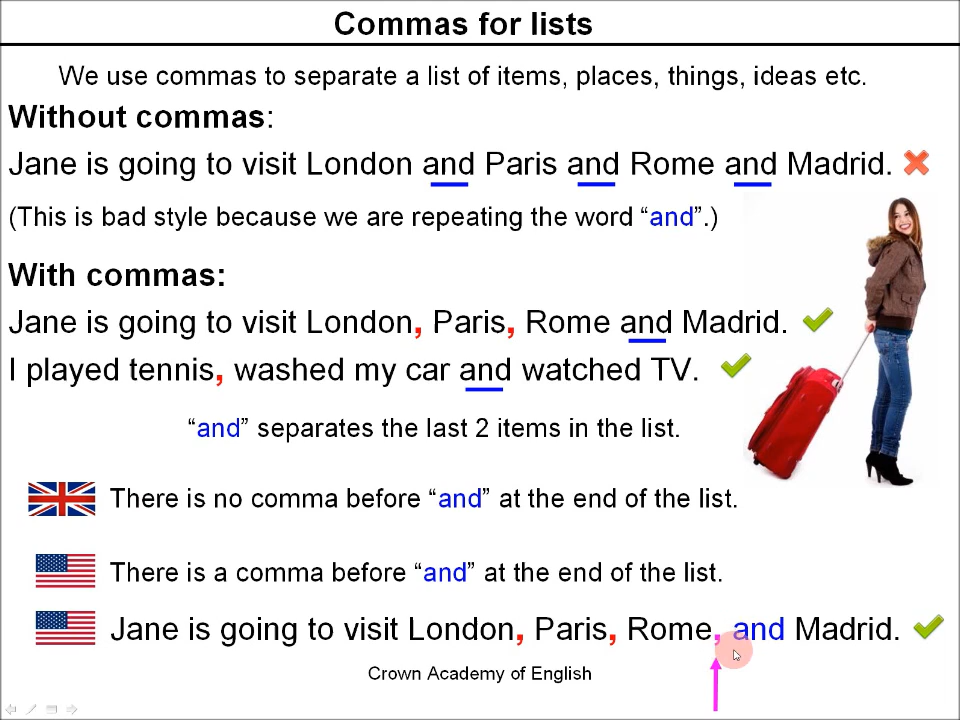 Commas for lists
We use commas to separate a list of items, places, things, ideas etc.
Without commas:
Jane is going to visit London and Paris and Rome and Madrid.
(This is bad style because we are repeating the word “and”.)
With commas:
Jane is going to visit London, Paris, Rome and Madrid.
I played tennis, washed my car and watched TV.
“and” separates the last 2 items in the list.
There is no comma before “and” at the end of the list.
There is a comma before “and” at the end of the list.
Jane is going to visit London, Paris, Rome, and Madrid.
Crown Academy of English